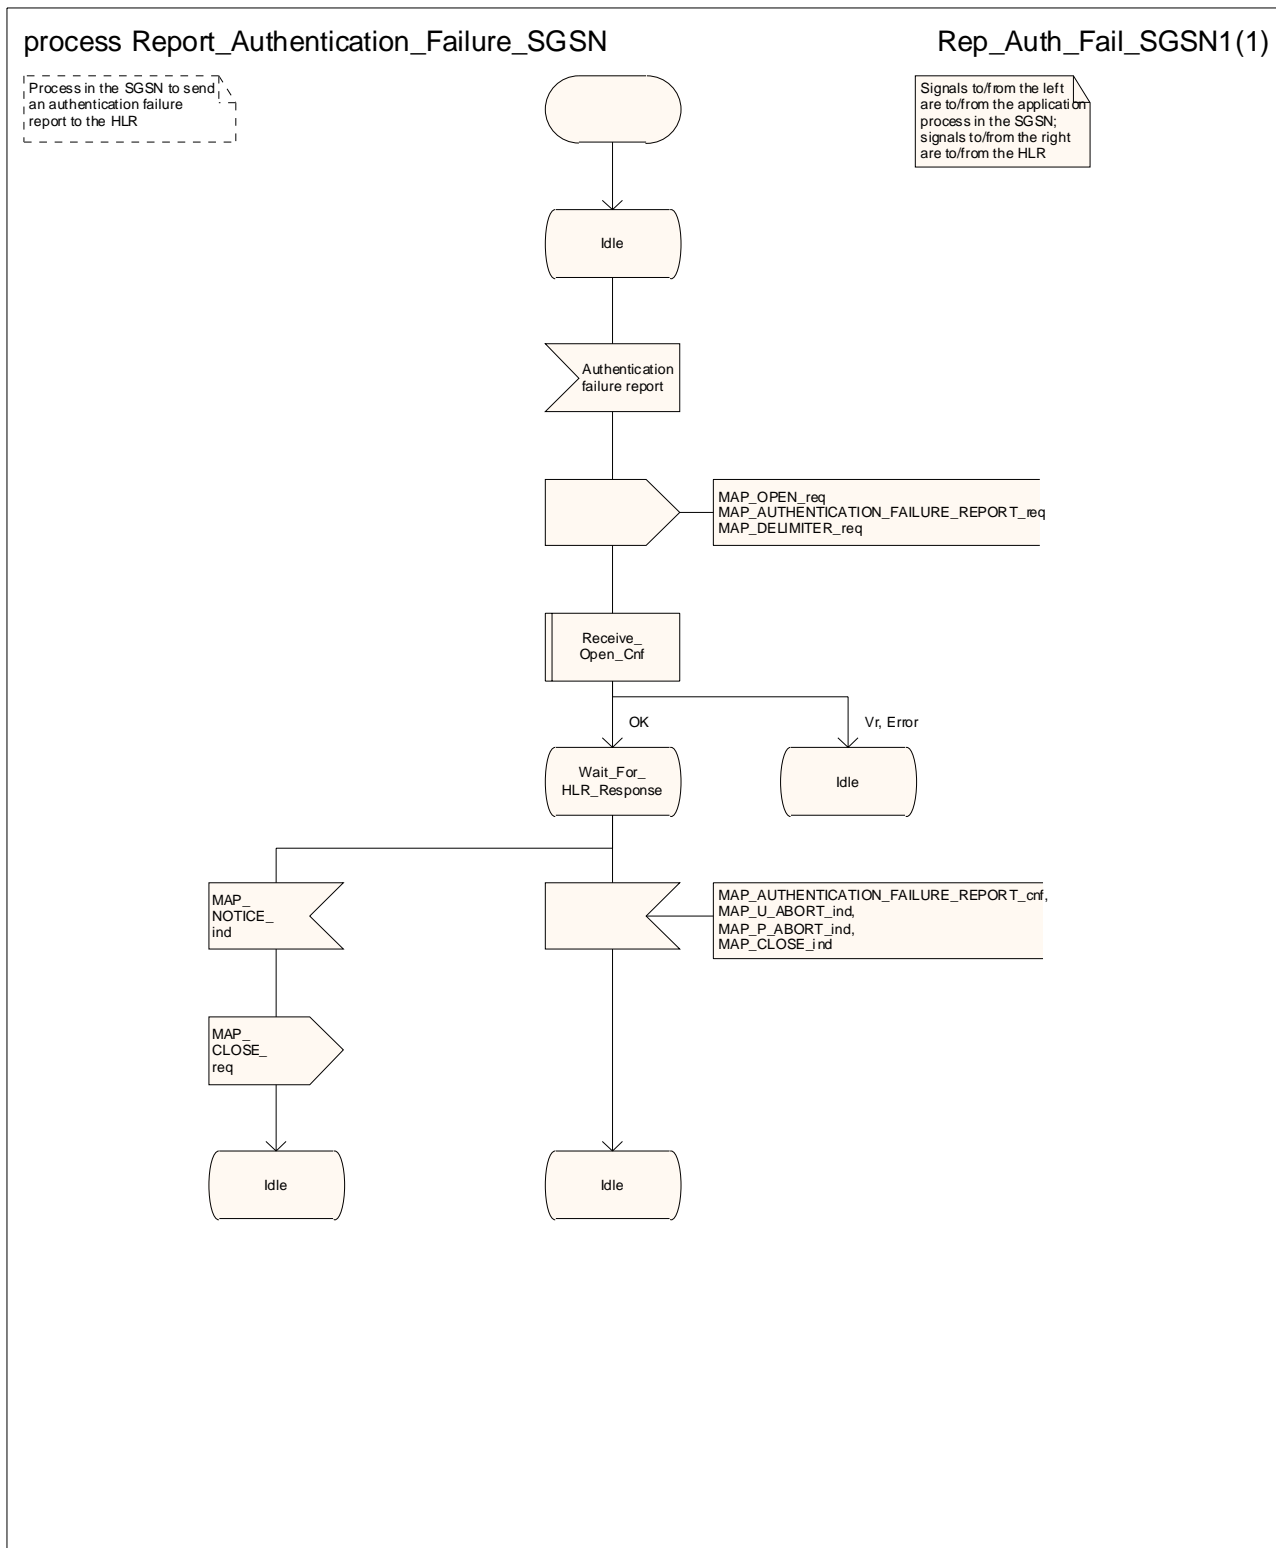 process Report_Authentication_Failure_SGSN
Rep_Auth_Fail_SGSN1(1)
Process in the SGSN to send
an authentication failure
report to the HLR
Signals to/from the left
are to/from the application
process in the SGSN;
signals to/from the right
are to/from the HLR
Idle
Authentication
failure report
MAP_OPEN_req
MAP_AUTHENTICATION_FAILURE_REPORT_req
MAP_DELIMITER_req
Receive_
Open_Cnf
OK
Vr, Error
Wait_For_
HLR_Response
Idle
MAP_
NOTICE_
ind
MAP_AUTHENTICATION_FAILURE_REPORT_cnf,
MAP_U_ABORT_ind,
MAP_P_ABORT_ind,
MAP_CLOSE_ind
MAP_
CLOSE_
req
Idle
Idle